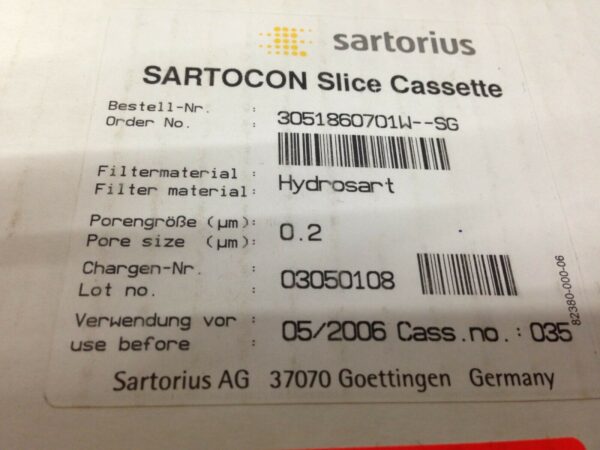 sartorius
SARTOCON Slice Cassette
Bestell-Nr. :
Order No. : 3051860701W--SG
Filtermaterial :
Filter material: Hydrosart
Porengröße (µm):
Pore size (µm): 0.2
Chargen-Nr. :
Lot no. : 03050108
Verwendung vor :
use before : 05/2006 Cass.no.: 035
82380-000-06
Sartorius AG 37070 Goettingen Germany